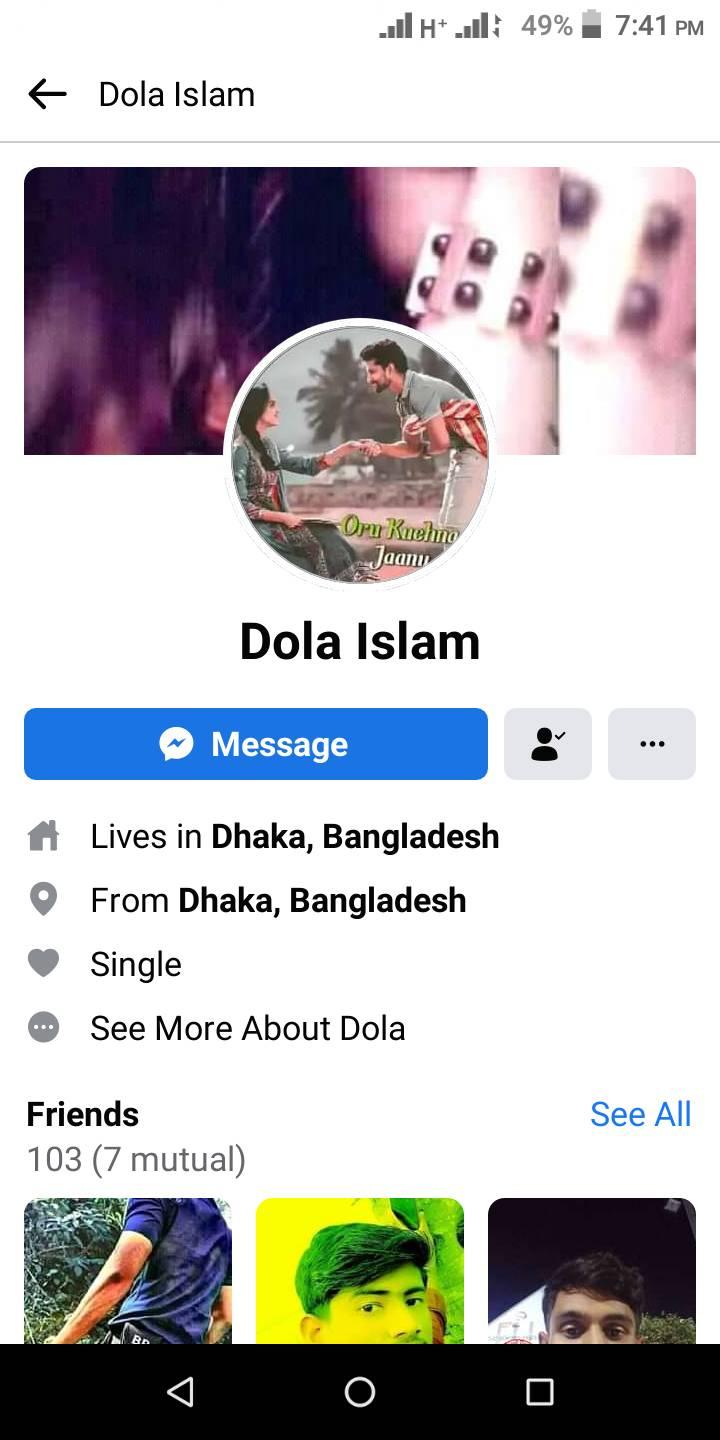 H+ 49% 7:41 PM
Dola Islam
Oru Kuchna
Jaanu
Dola Islam
Message
Lives in Dhaka, Bangladesh
From Dhaka, Bangladesh
Single
See More About Dola
Friends
See All
103 (7 mutual)